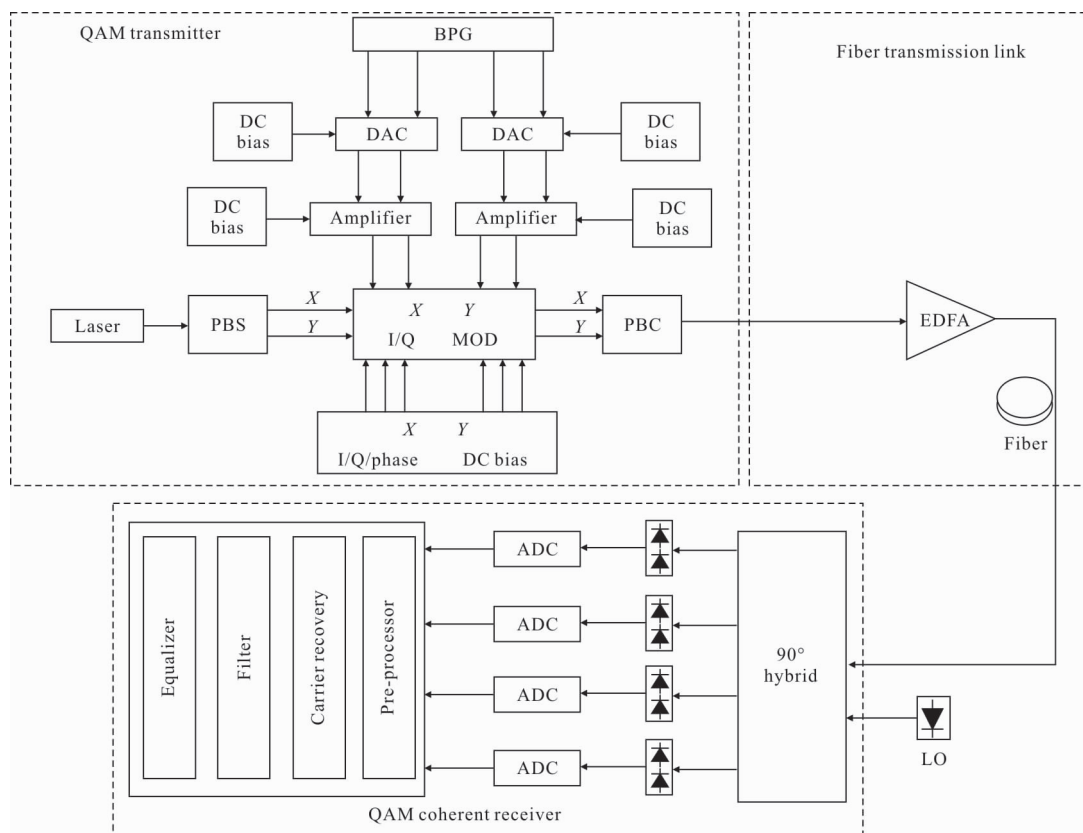 QAM transmitter
BPG
Fiber transmission link
DC
bias
DAC
DAC
DC
bias
DC
bias
Amplifier
Amplifier
DC
bias
Laser
PBS
X
Y
X Y
I/Q MOD
X
Y
PBC
EDFA
Fiber
X Y
I/Q/phase DC bias
Equalizer
Filter
Carrier recovery
Pre-processor
ADC
ADC
ADC
ADC
90°
hybrid
LO
QAM coherent receiver